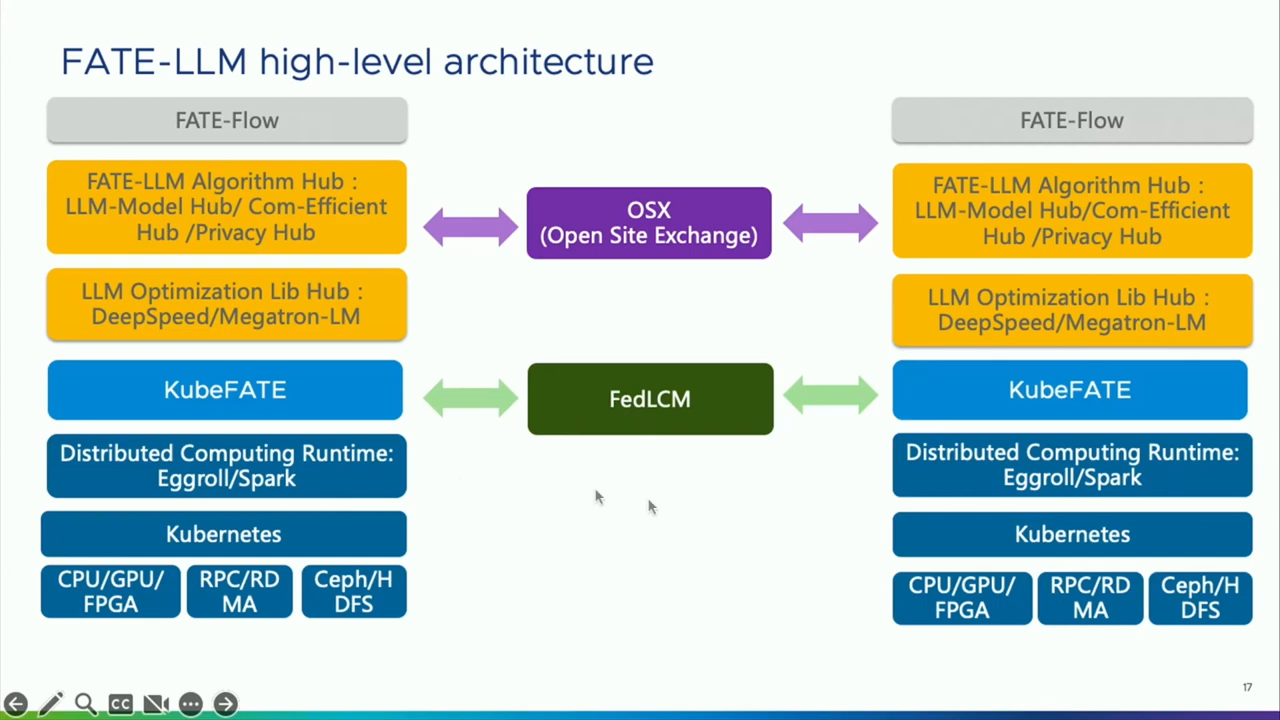 FATE-LLM high-level architecture
FATE-Flow
FATE-LLM Algorithm Hub :
LLM-Model Hub/ Com-Efficient
Hub /Privacy Hub
LLM Optimization Lib Hub :
DeepSpeed/Megatron-LM
KubeFATE
Distributed Computing Runtime:
Eggroll/Spark
Kubernetes
CPU/GPU/
FPGA
RPC/RD
MA
Ceph/H
DFS
OSX
(Open Site Exchange)
FedLCM
FATE-Flow
FATE-LLM Algorithm Hub :
LLM-Model Hub/Com-Efficient
Hub /Privacy Hub
LLM Optimization Lib Hub :
DeepSpeed/Megatron-LM
KubeFATE
Distributed Computing Runtime:
Eggroll/Spark
Kubernetes
CPU/GPU/
FPGA
RPC/RD
MA
Ceph/H
DFS
17
CC